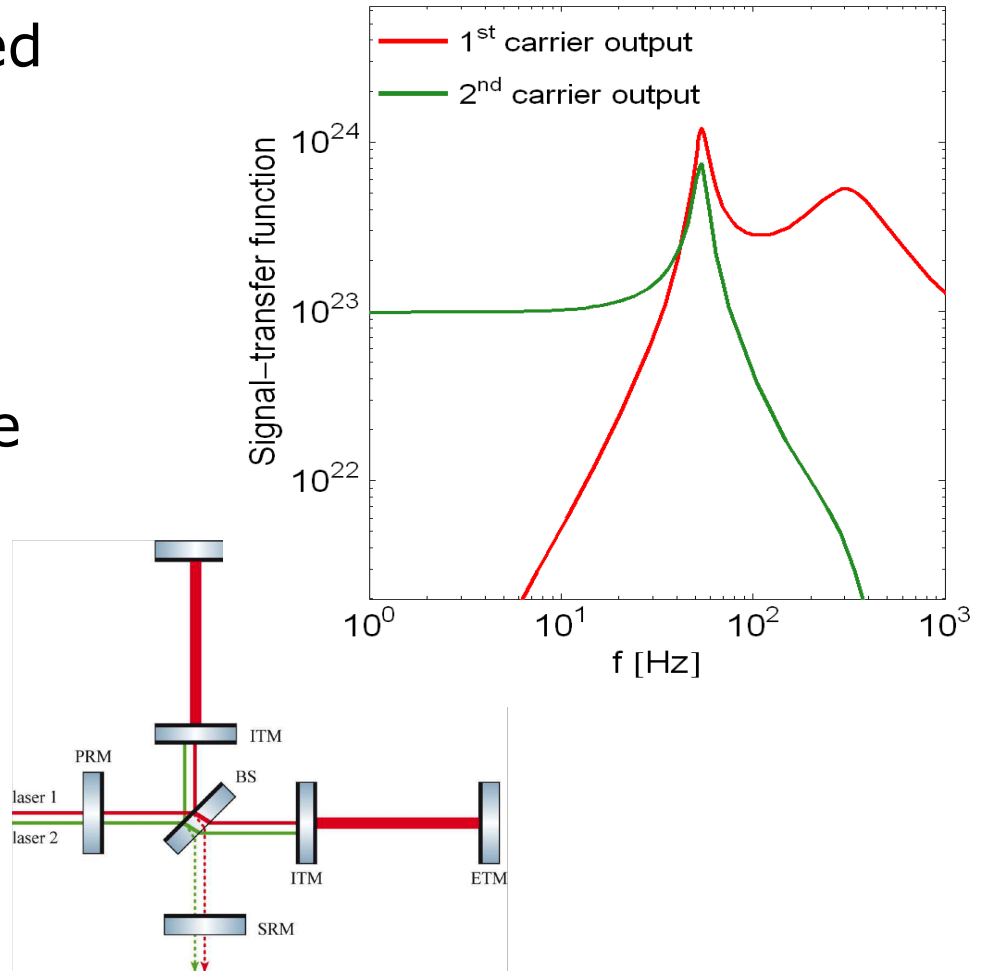 ed
e
1st carrier output
2nd carrier output
Signal-transfer function
10^24
10^23
10^22
10^0 10^1 10^2 10^3
f [Hz]
ITM
PRM
BS
laser 1
laser 2
ITM
ETM
SRM